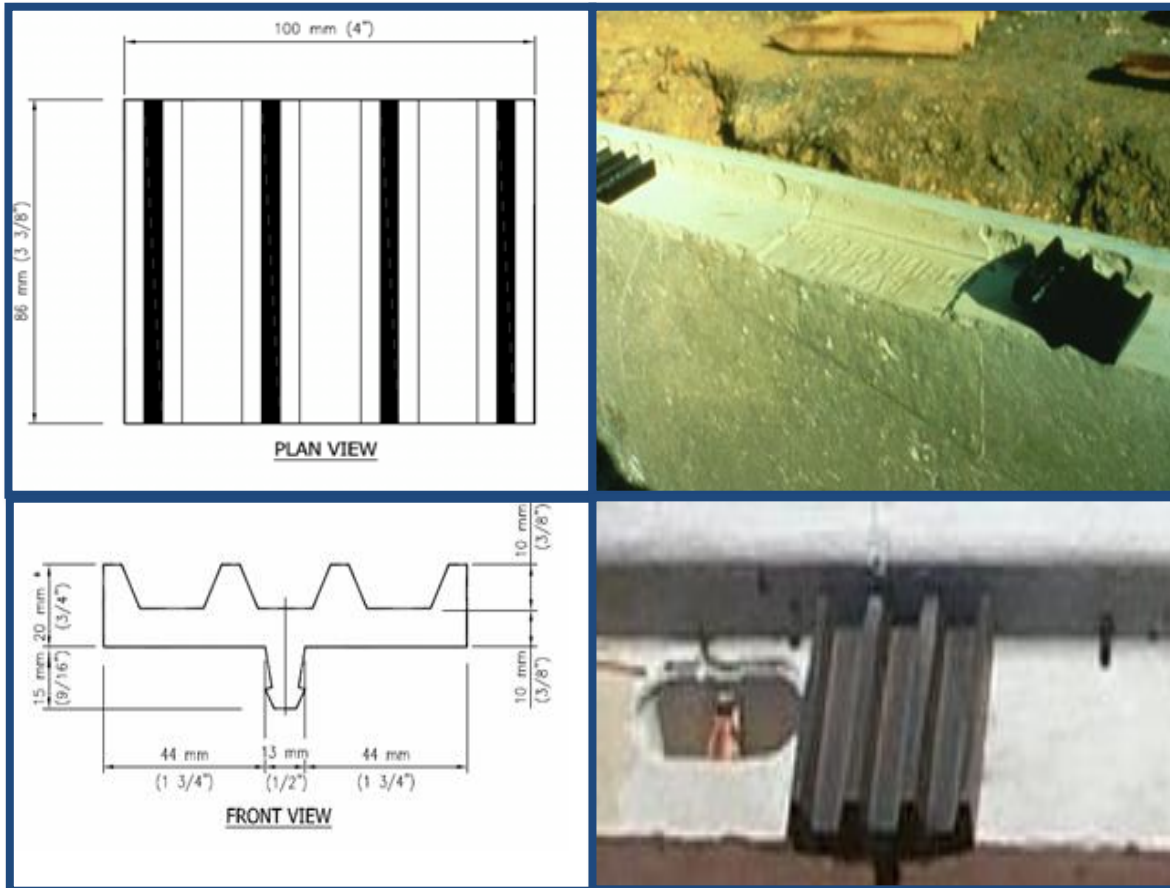 100 mm (4")
86 mm (3 3/8")
PLAN VIEW
20 mm *
(3/4")
15 mm
(9/16")
10 mm
(3/8")
10 mm
(3/8")
44 mm
(1 3/4")
13 mm
(1/2")
44 mm
(1 3/4")
FRONT VIEW